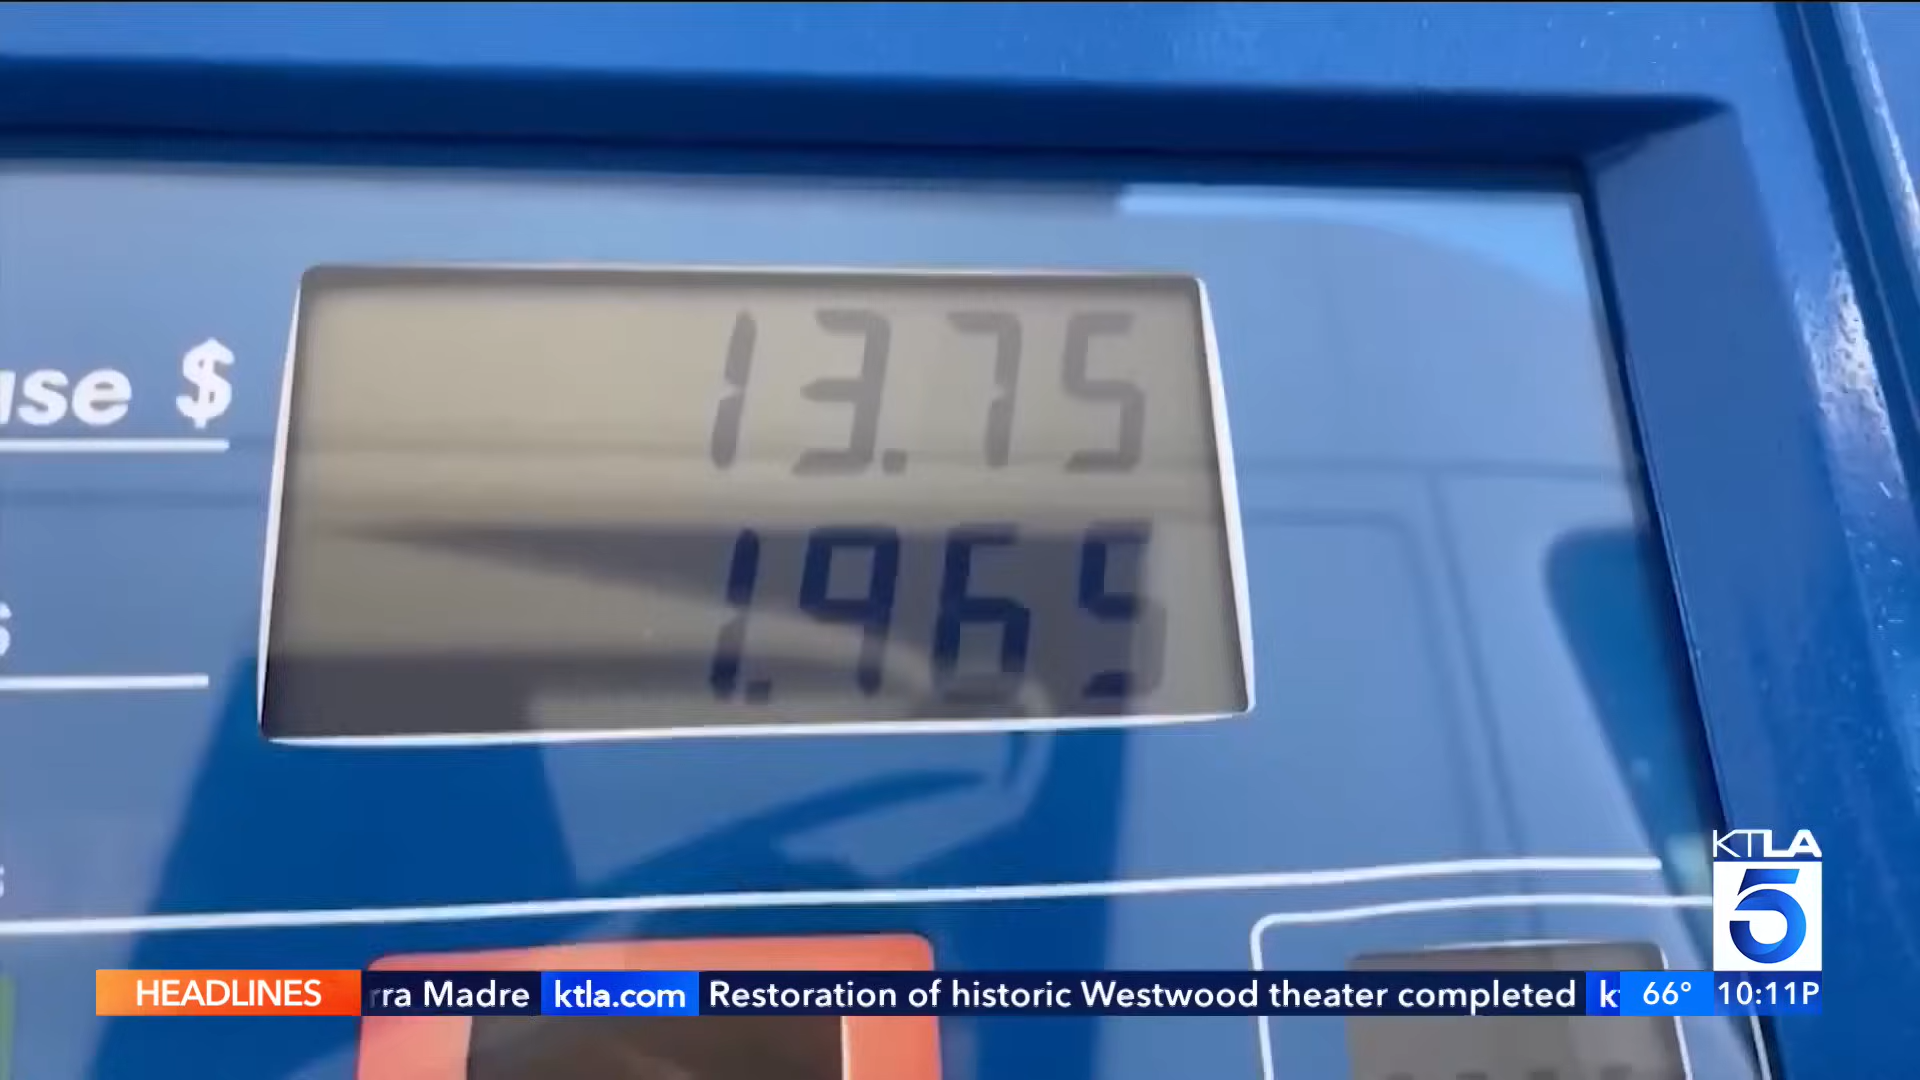 ase $
13.75
1.965
s
KTLA
5
HEADLINES rra Madre ktla.com Restoration of historic Westwood theater completed k 66° 10:11P